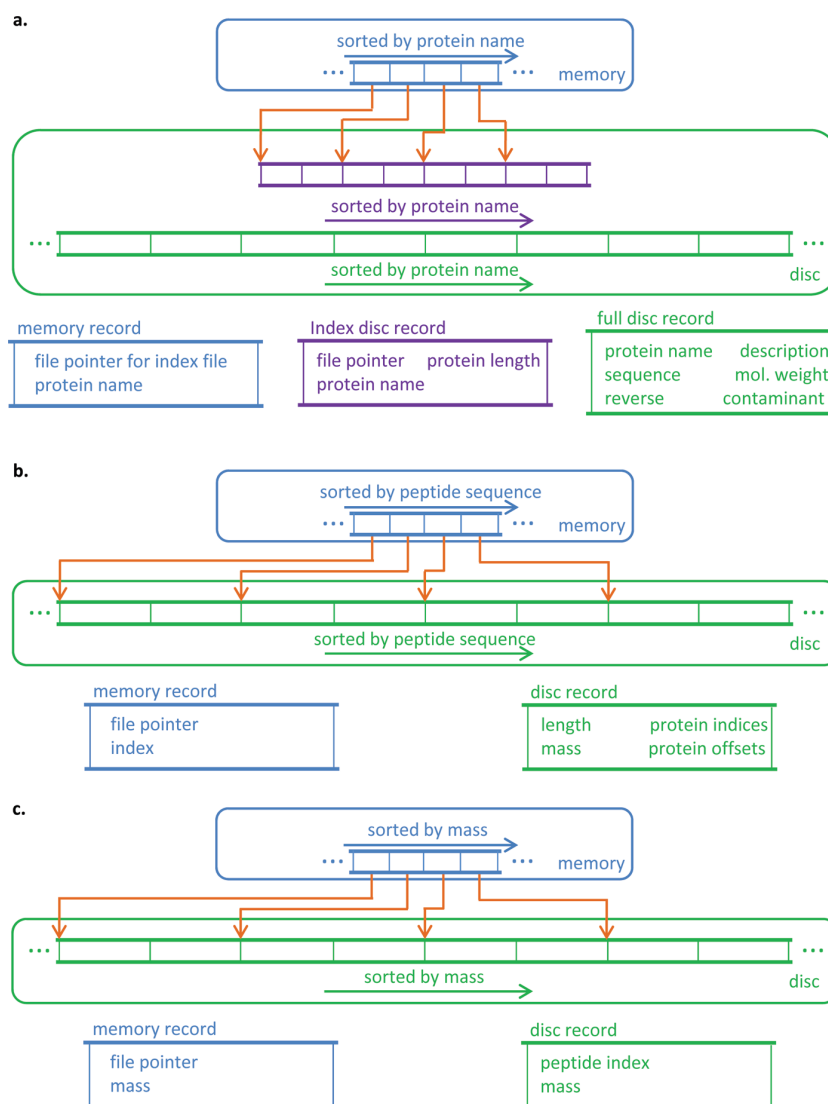 a.
sorted by protein name
... ...
memory
sorted by protein name
... ...
sorted by protein name
disc
memory record
file pointer for index file
protein name
Index disc record
file pointer protein length
protein name
full disc record
protein name description
sequence mol. weight
reverse contaminant
b.
sorted by peptide sequence
... ...
memory
... ...
sorted by peptide sequence
disc
memory record
file pointer
index
disc record
length protein indices
mass protein offsets
c.
sorted by mass
... ...
memory
... ...
sorted by mass
disc
memory record
file pointer
mass
disc record
peptide index
mass